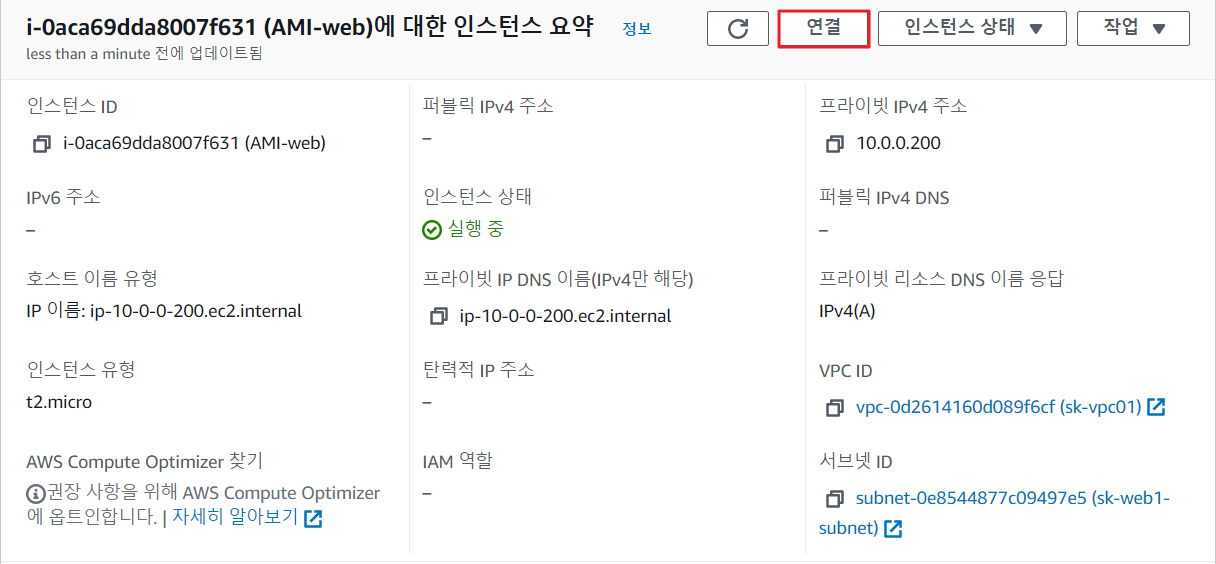 i-0aca69dda8007f631 (AMI-web)에 대한 인스턴스 요약 정보
less than a minute 전에 업데이트됨
연결
인스턴스 상태
작업
인스턴스 ID
i-0aca69dda8007f631 (AMI-web)
퍼블릭 IPv4 주소
–
프라이빗 IPv4 주소
10.0.0.200
IPv6 주소
–
인스턴스 상태
실행 중
퍼블릭 IPv4 DNS
–
호스트 이름 유형
IP 이름: ip-10-0-0-200.ec2.internal
프라이빗 IP DNS 이름(IPv4만 해당)
ip-10-0-0-200.ec2.internal
프라이빗 리소스 DNS 이름 응답
IPv4(A)
인스턴스 유형
t2.micro
탄력적 IP 주소
–
VPC ID
vpc-0d2614160d089f6cf (sk-vpc01)
AWS Compute Optimizer 찾기
권장 사항을 위해 AWS Compute Optimizer
에 옵트인합니다. | 자세히 알아보기
IAM 역할
–
서브넷 ID
subnet-0e8544877c09497e5 (sk-web1-
subnet)